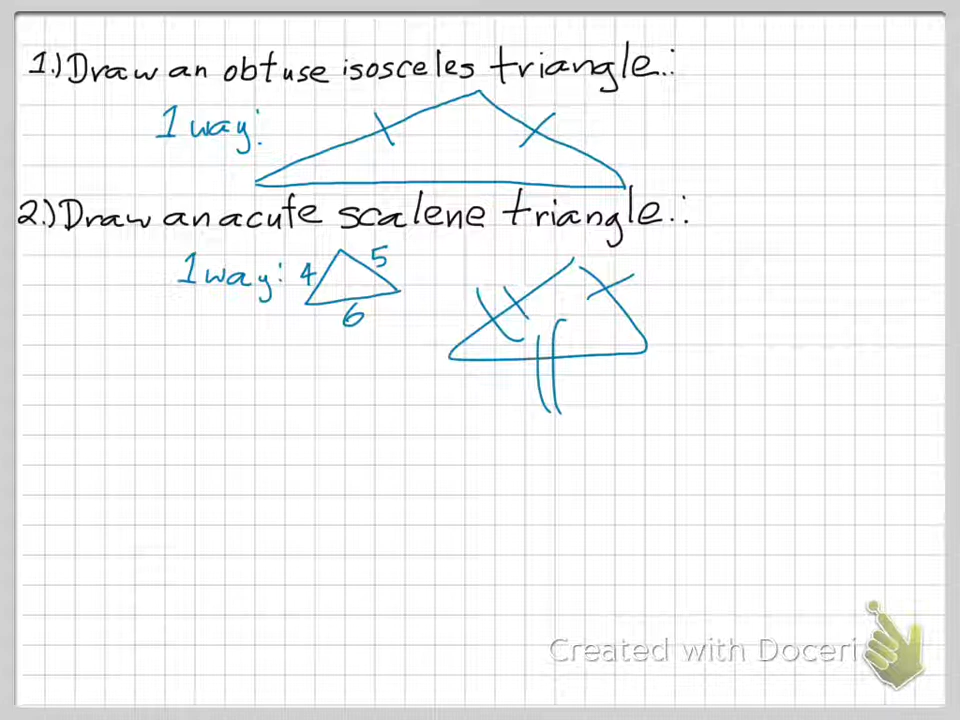 1.) Draw an obtuse isosceles triangle.:
1 way:
2.) Draw an acute scalene triangle.:
1 way: 4 5
6
Created with Doceri